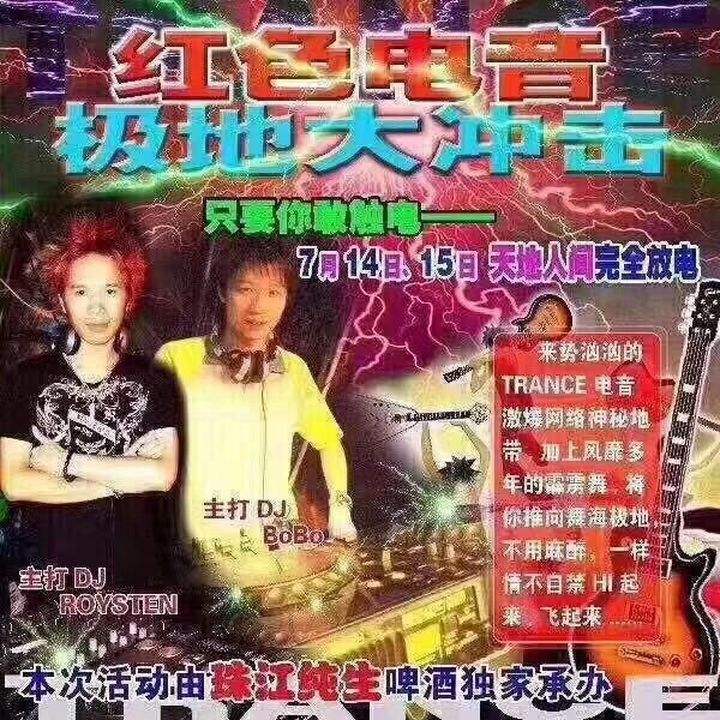 红色电音
极地大冲击
只要你敢触电——
7月14日、15日 天地人间完全放电
来势汹汹的
TRANCE 电音
激爆网络神秘地
带,加上风靡多
年的霹雳舞,将
你推向舞海极地,
不用麻醉,一样
情不自禁 HI 起
来,飞起来......
主打 DJ
BoBo
主打 DJ
ROYSTEN
本次活动由珠江纯生啤酒独家承办
TRANCE